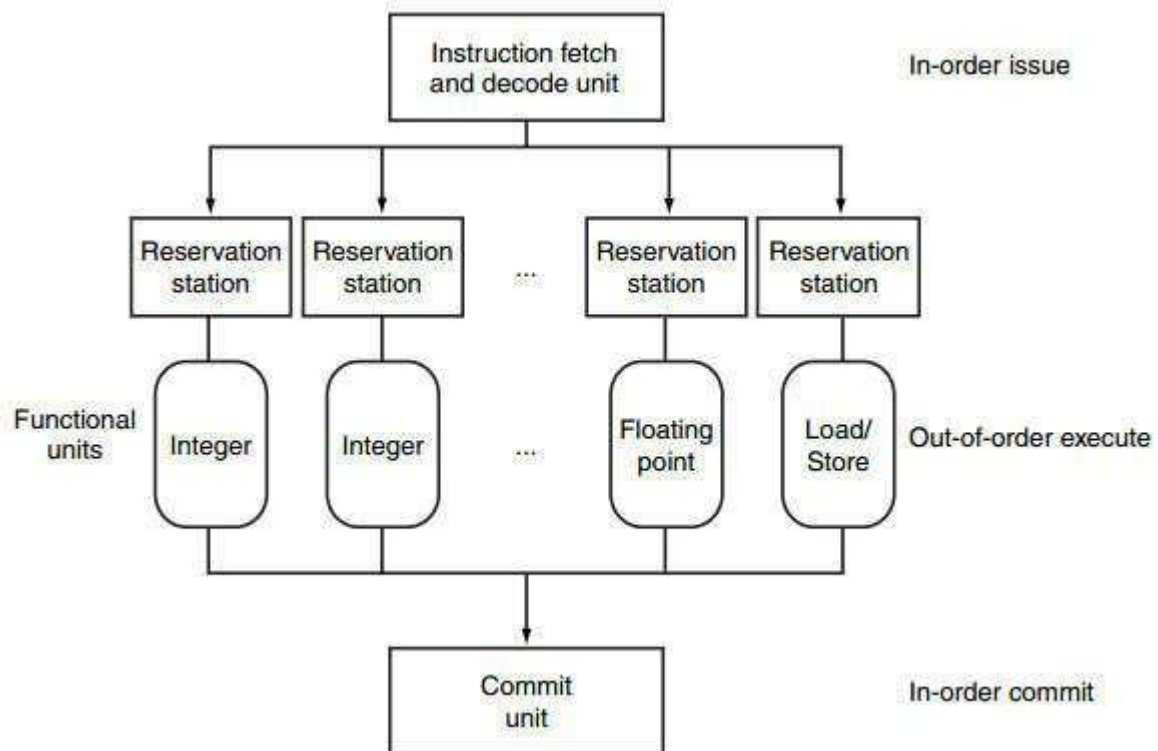 Instruction fetch
and decode unit
In-order issue
Reservation
station
Reservation
station
...
Reservation
station
Reservation
station
Functional
units
Integer
Integer
...
Floating
point
Load/
Store
Out-of-order execute
Commit
unit
In-order commit